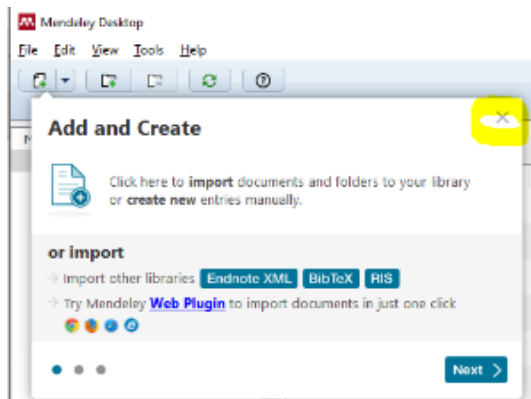 Mendeley Desktop
File Edit View Tools Help
Add and Create
Click here to import documents and folders to your library
or create new entries manually.
or import
Import other libraries Endnote XML BibTeX RIS
Try Mendeley Web Plugin to import documents in just one click
Next